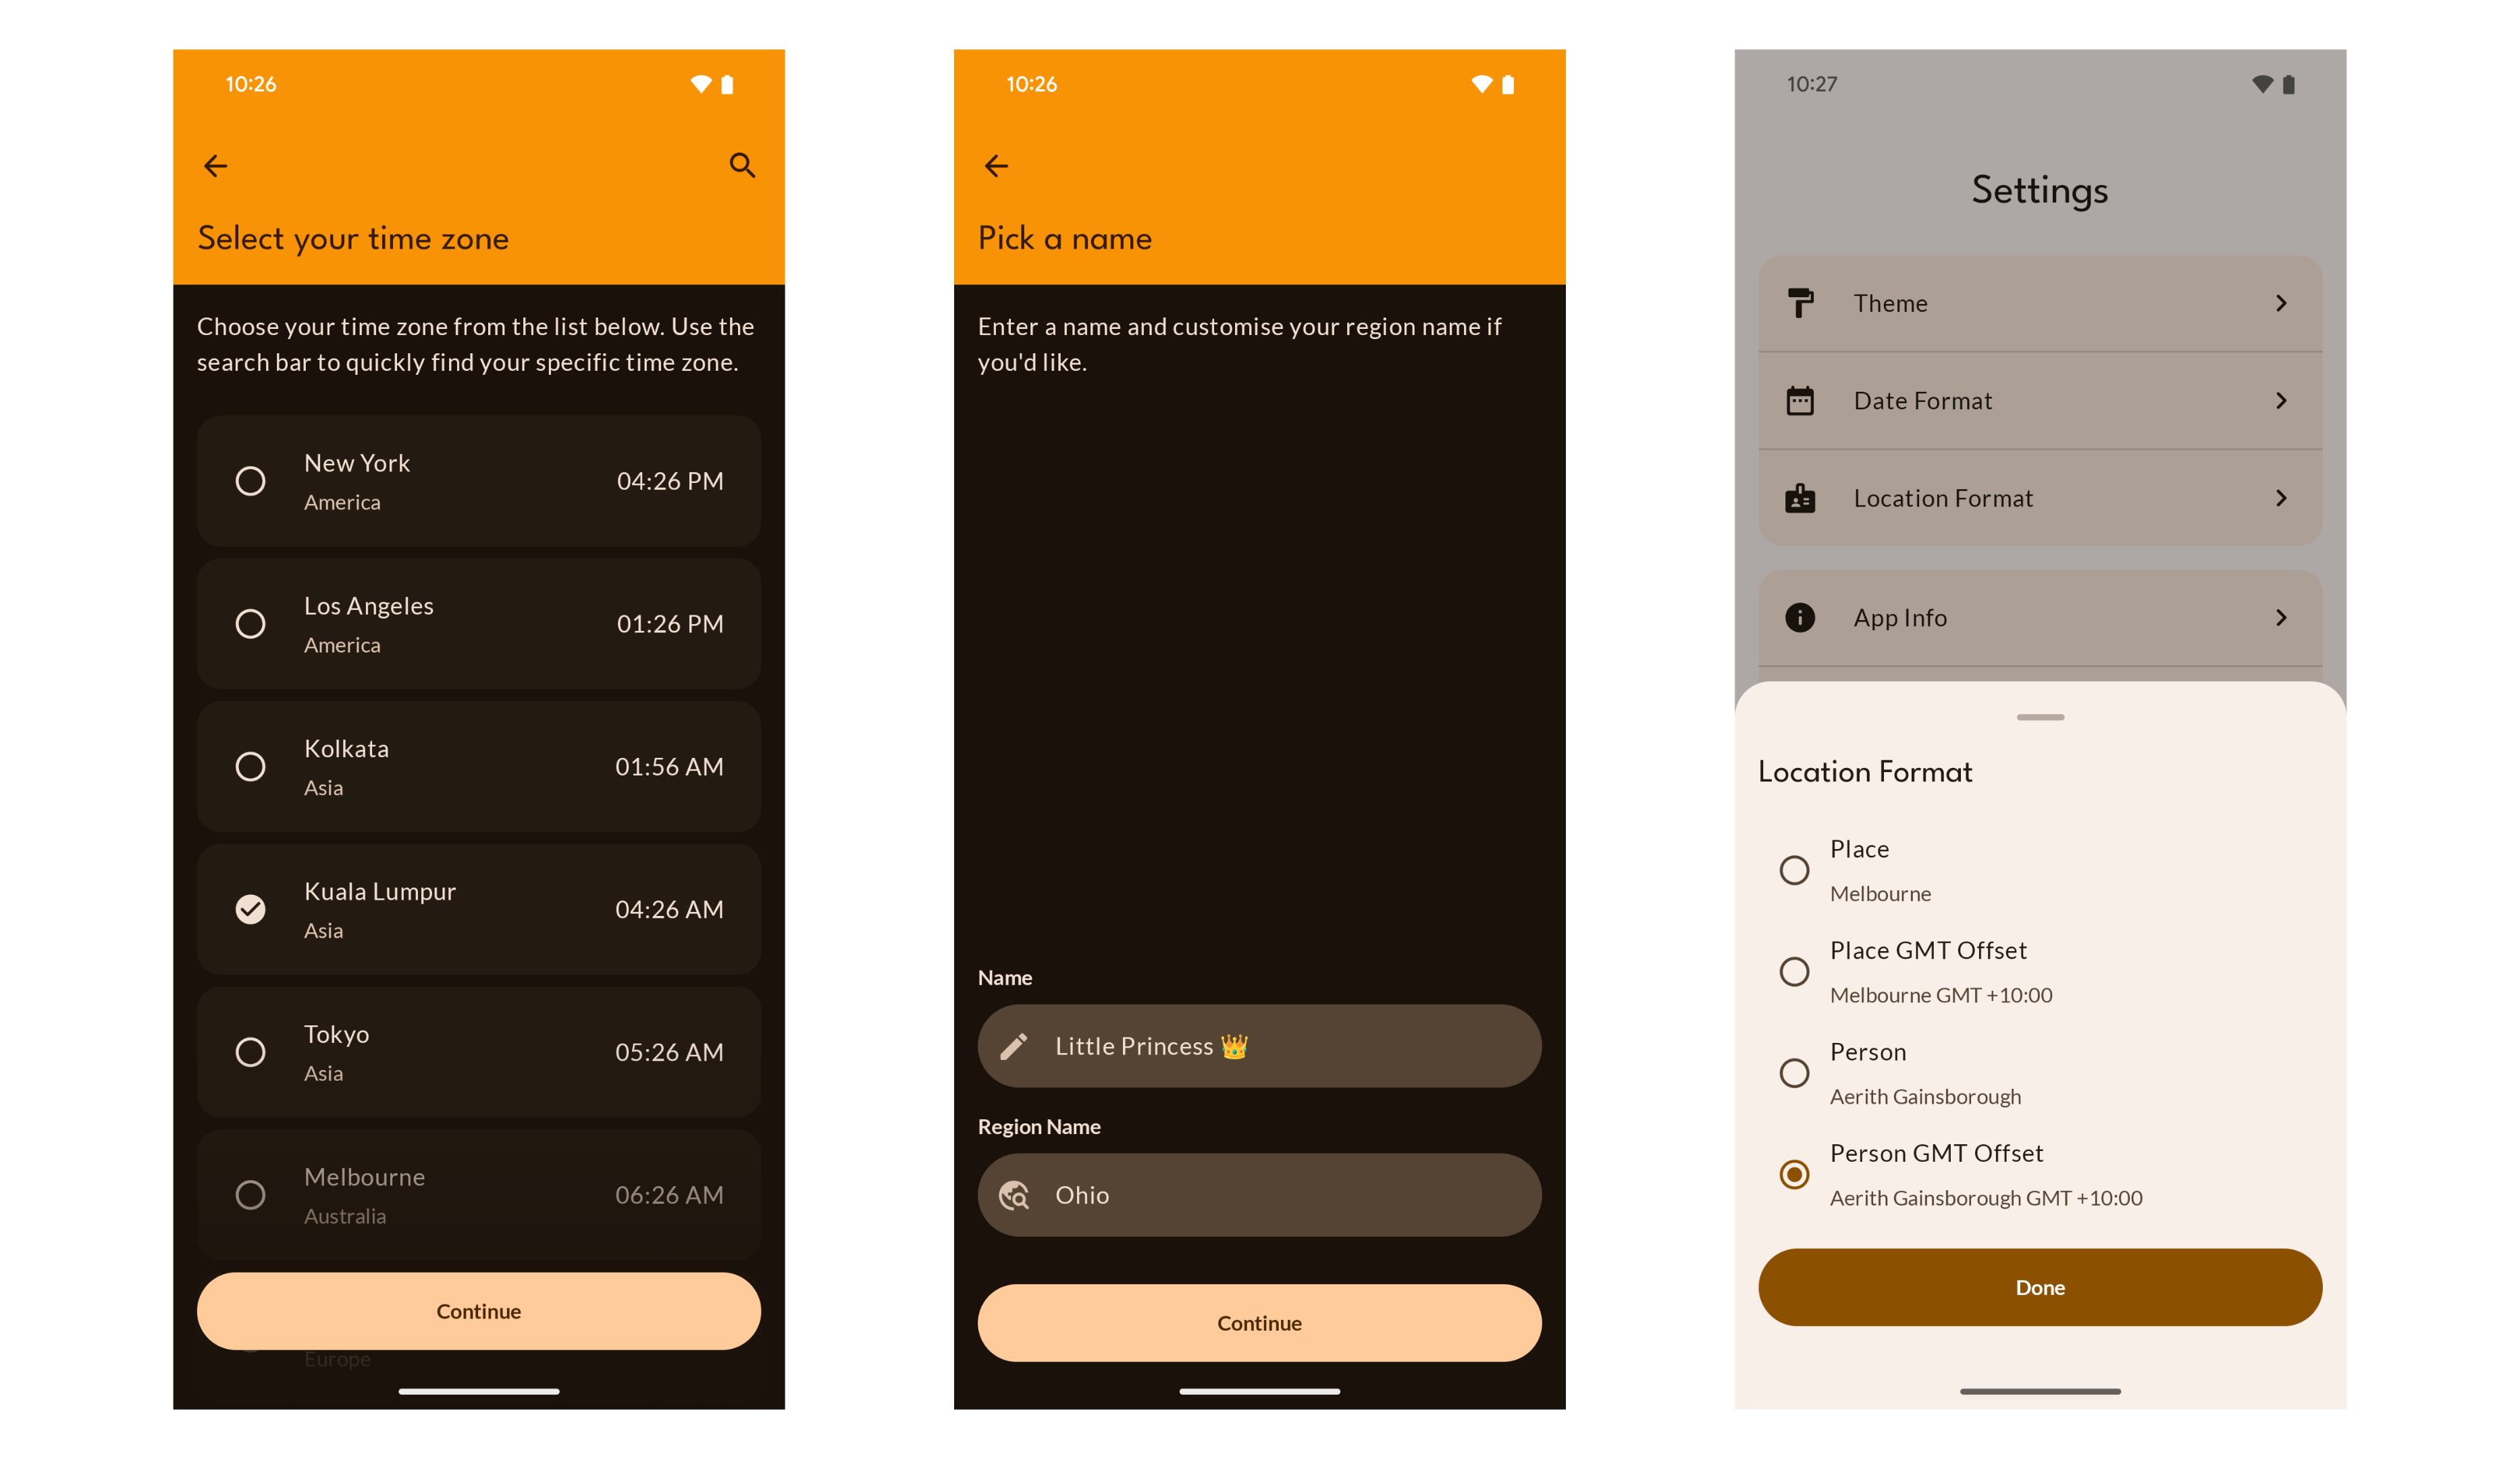 10:26
Select your time zone
Choose your time zone from the list below. Use the
search bar to quickly find your specific time zone.
New York
America
04:26 PM
Los Angeles
America
01:26 PM
Kolkata
Asia
01:56 AM
Kuala Lumpur
Asia
04:26 AM
Tokyo
Asia
05:26 AM
Melbourne
Australia
06:26 AM
Continue
Europe
10:26
Pick a name
Enter a name and customise your region name if
you'd like.
Name
Little Princess 👑
Region Name
Ohio
Continue
10:27
Settings
Theme
Date Format
Location Format
App Info
Location Format
Place
Melbourne
Place GMT Offset
Melbourne GMT +10:00
Person
Aerith Gainsborough
Person GMT Offset
Aerith Gainsborough GMT +10:00
Done